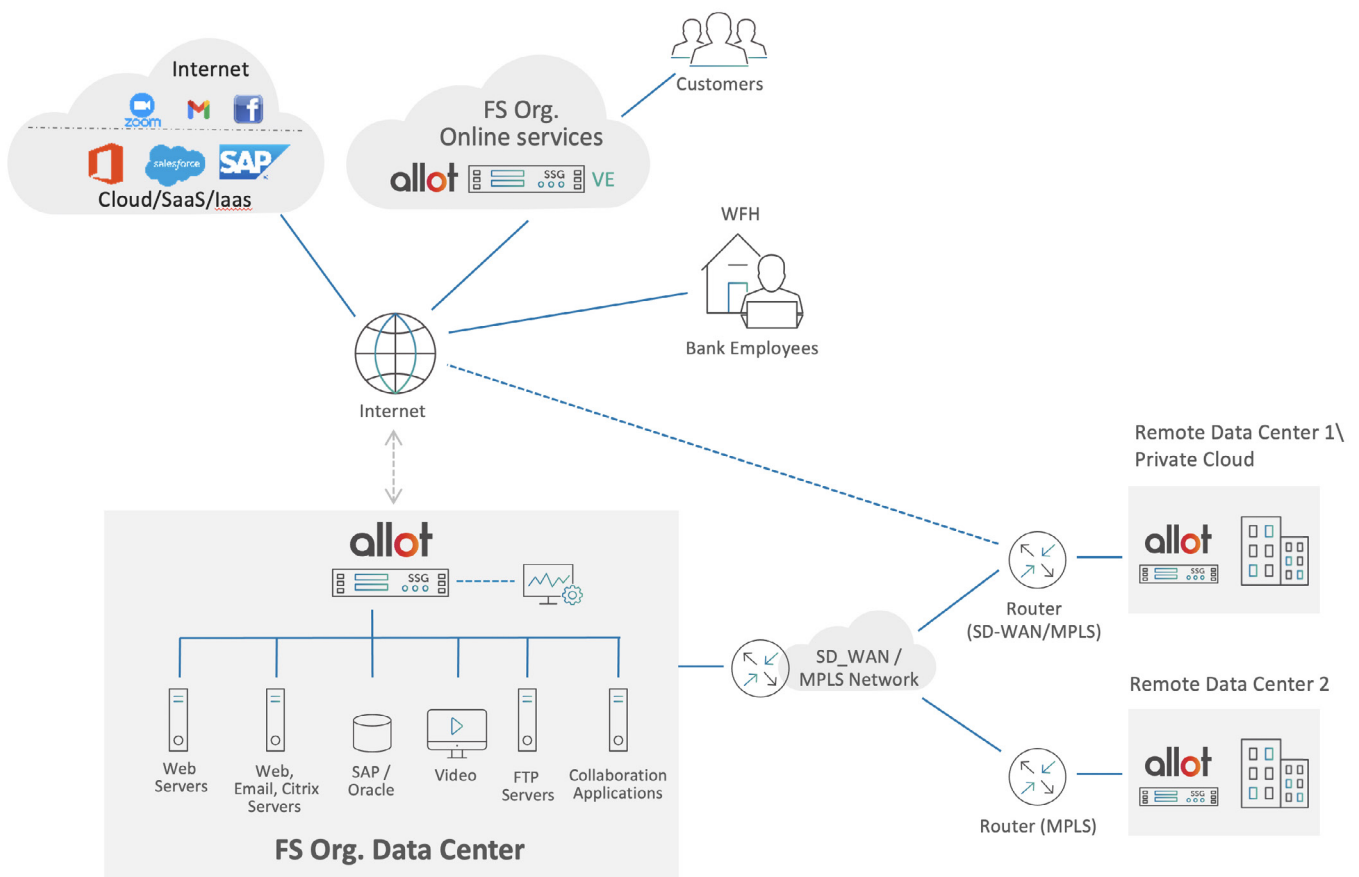 Internet
zoom
salesforce
SAP
Cloud/SaaS/Iaas
FS Org.
Online services
allot
SSG
VE
Customers
WFH
Bank Employees
Internet
allot
SSG
Web
Servers
Web,
Email, Citrix
Servers
SAP /
Oracle
Video
FTP
Servers
Collaboration
Applications
FS Org. Data Center
SD_WAN /
MPLS Network
Router
(SD-WAN/MPLS)
Remote Data Center 1\
Private Cloud
allot
SSG
Remote Data Center 2
allot
SSG
Router (MPLS)